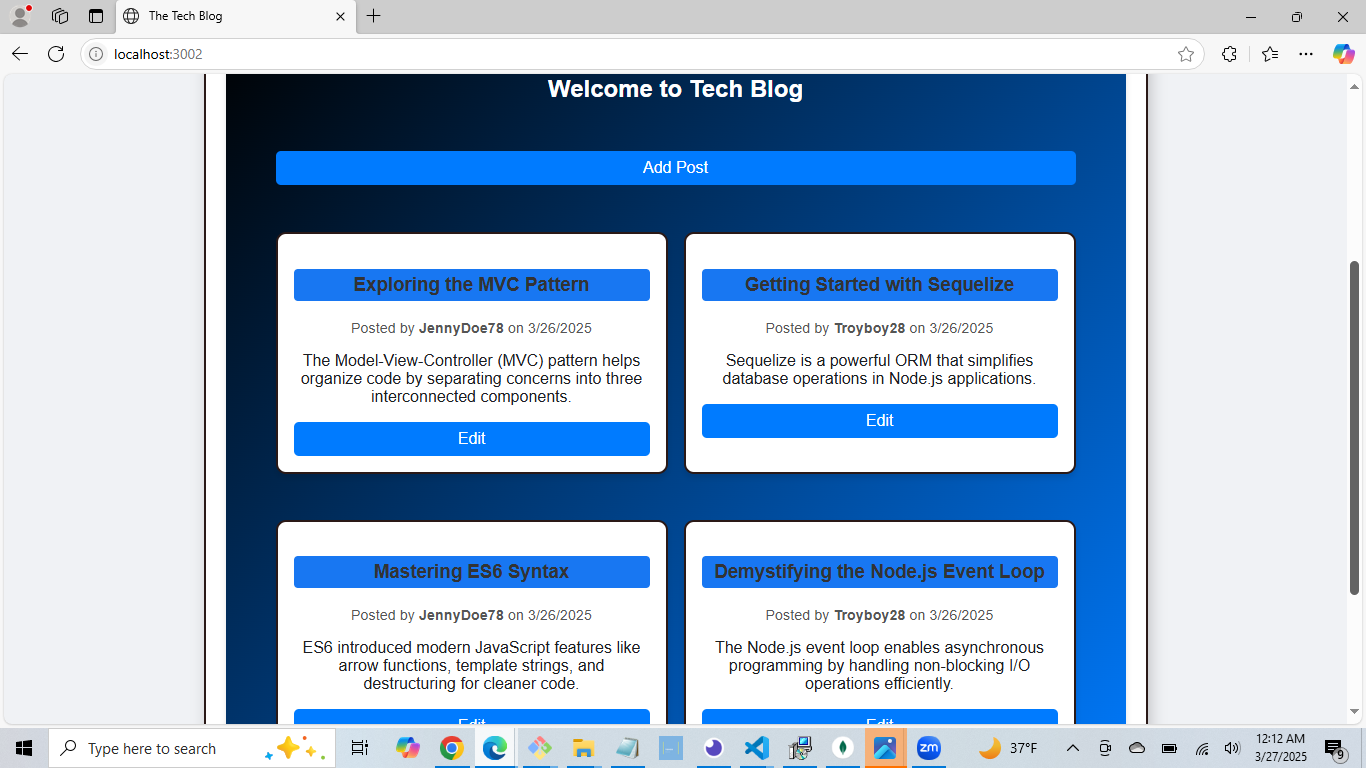 The Tech Blog
localhost:3002
Welcome to Tech Blog
Add Post
Exploring the MVC Pattern
Posted by JennyDoe78 on 3/26/2025
The Model-View-Controller (MVC) pattern helps
organize code by separating concerns into three
interconnected components.
Edit
Getting Started with Sequelize
Posted by Troyboy28 on 3/26/2025
Sequelize is a powerful ORM that simplifies
database operations in Node.js applications.
Edit
Mastering ES6 Syntax
Posted by JennyDoe78 on 3/26/2025
ES6 introduced modern JavaScript features like
arrow functions, template strings, and
destructuring for cleaner code.
Edit
Demystifying the Node.js Event Loop
Posted by Troyboy28 on 3/26/2025
The Node.js event loop enables asynchronous
programming by handling non-blocking I/O
operations efficiently.
Edit
Type here to search
zm
37°F
12:12 AM
3/27/2025
9